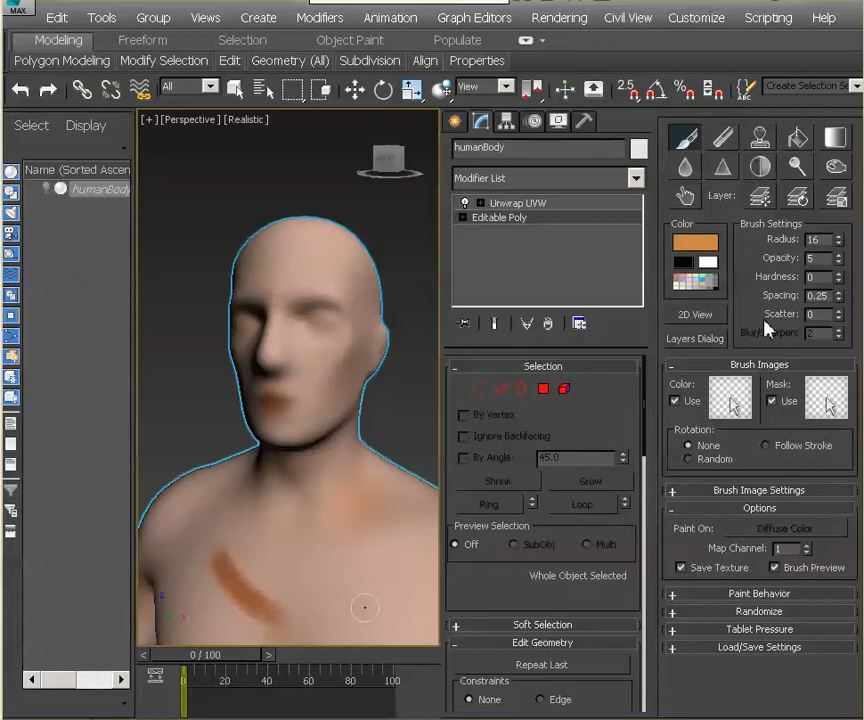 MAX
Edit Tools Group Views Create Modifiers Animation Graph Editors Rendering Civil View Customize Scripting Help
Modeling Freeform Selection Object Paint Populate
Polygon Modeling Modify Selection Edit Geometry (All) Subdivision Align Properties
All View 2.5 % ABC Create Selection Se
Select Display
[+] [Perspective] [Realistic]
Name (Sorted Ascen
humanBody
humanBody
Modifier List
Unwrap UVW
Editable Poly
Layer:
Color
Brush Settings
Radius: 16
Opacity: 5
Hardness: 0
Spacing: 0.25
Scatter: 0
Blur/Sharpen: 2
2D View
Layers Dialog
Selection
By Vertex
Ignore Backfacing
By Angle: 45.0
Shrink Grow
Ring Loop
Preview Selection
Off SubObj Multi
Whole Object Selected
Soft Selection
Edit Geometry
Repeat Last
Constraints
None Edge
Brush Images
Color: Mask:
Use Use
Rotation:
None Follow Stroke
Random
Brush Image Settings
Options
Paint On: Diffuse Color
Map Channel: 1
Save Texture Brush Preview
Paint Behavior
Randomize
Tablet Pressure
Load/Save Settings
z
x
< 0 / 100 >
0 20 40 60 80 100